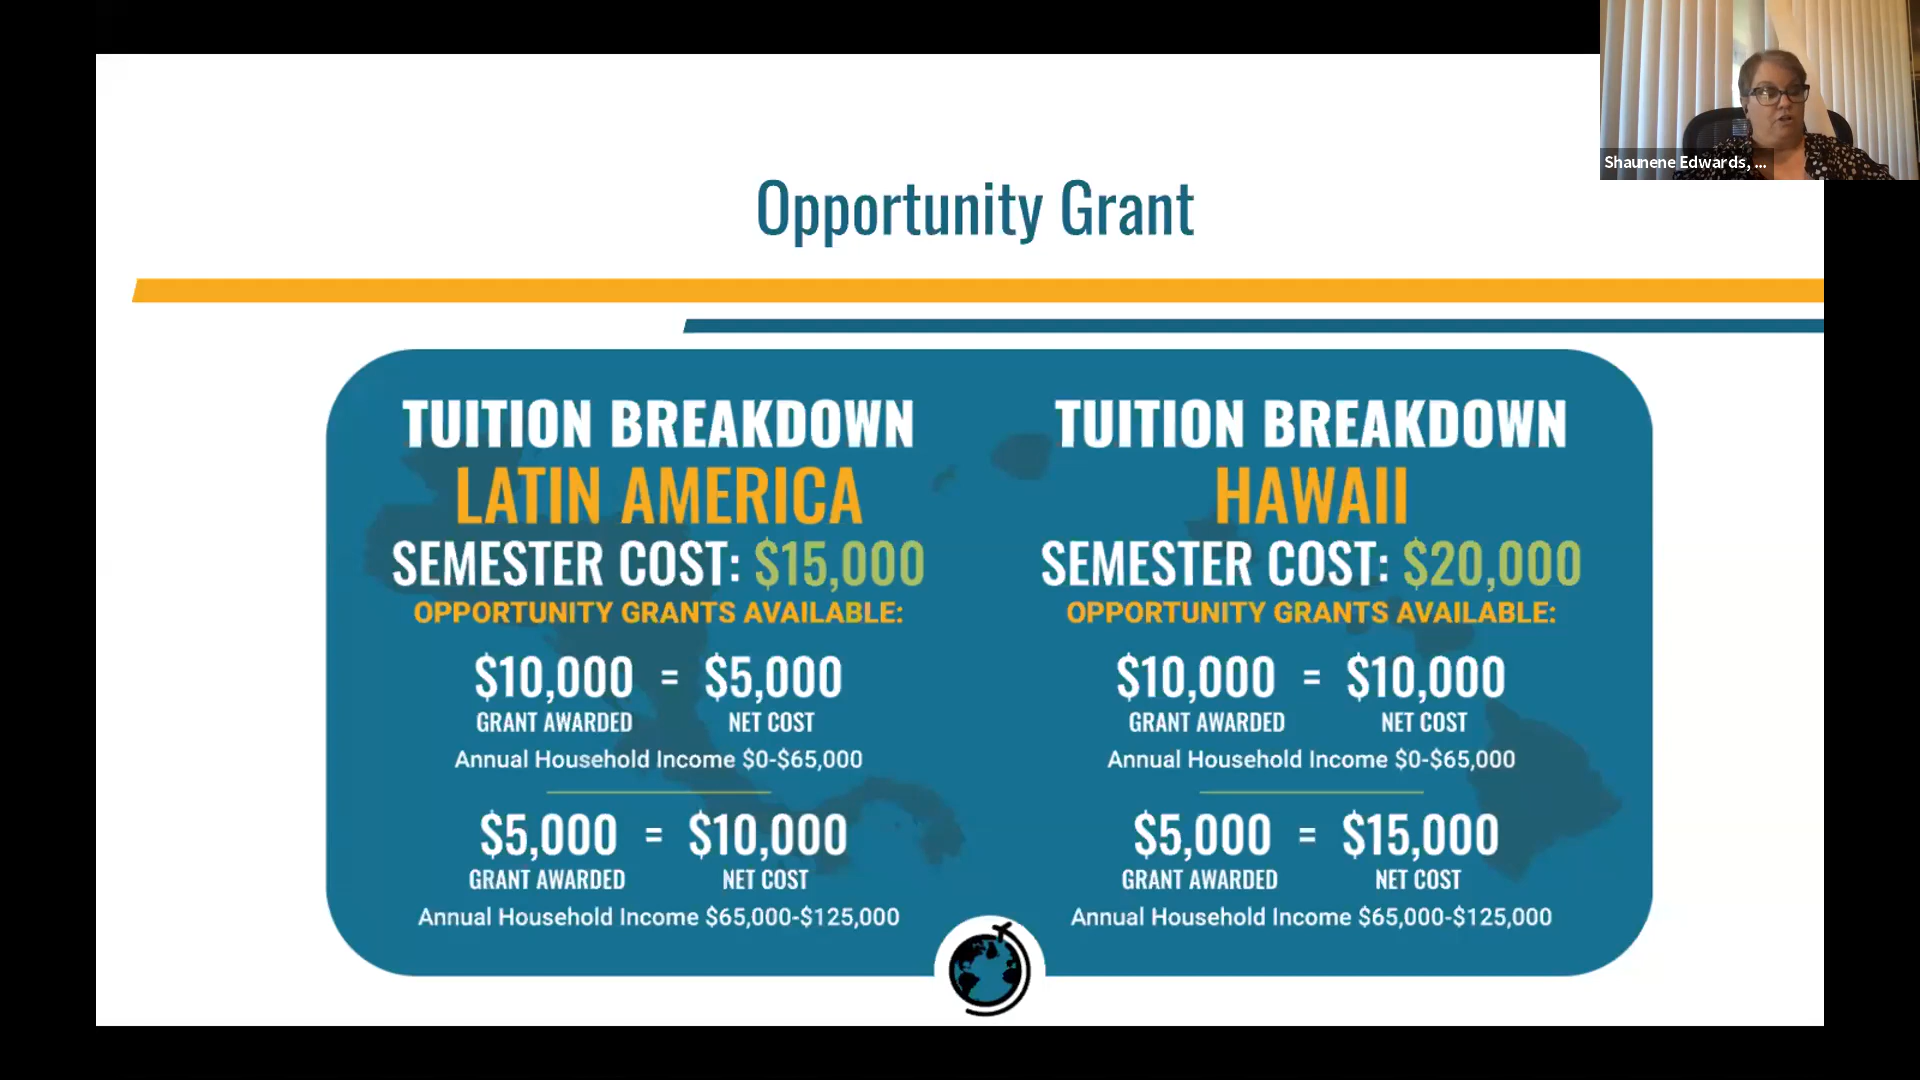 Shaunene Edwards, ...
Opportunity Grant
TUITION BREAKDOWN
LATIN AMERICA
SEMESTER COST: $15,000
OPPORTUNITY GRANTS AVAILABLE:
$10,000 = $5,000
GRANT AWARDED NET COST
Annual Household Income $0-$65,000
$5,000 = $10,000
GRANT AWARDED NET COST
Annual Household Income $65,000-$125,000
TUITION BREAKDOWN
HAWAII
SEMESTER COST: $20,000
OPPORTUNITY GRANTS AVAILABLE:
$10,000 = $10,000
GRANT AWARDED NET COST
Annual Household Income $0-$65,000
$5,000 = $15,000
GRANT AWARDED NET COST
Annual Household Income $65,000-$125,000